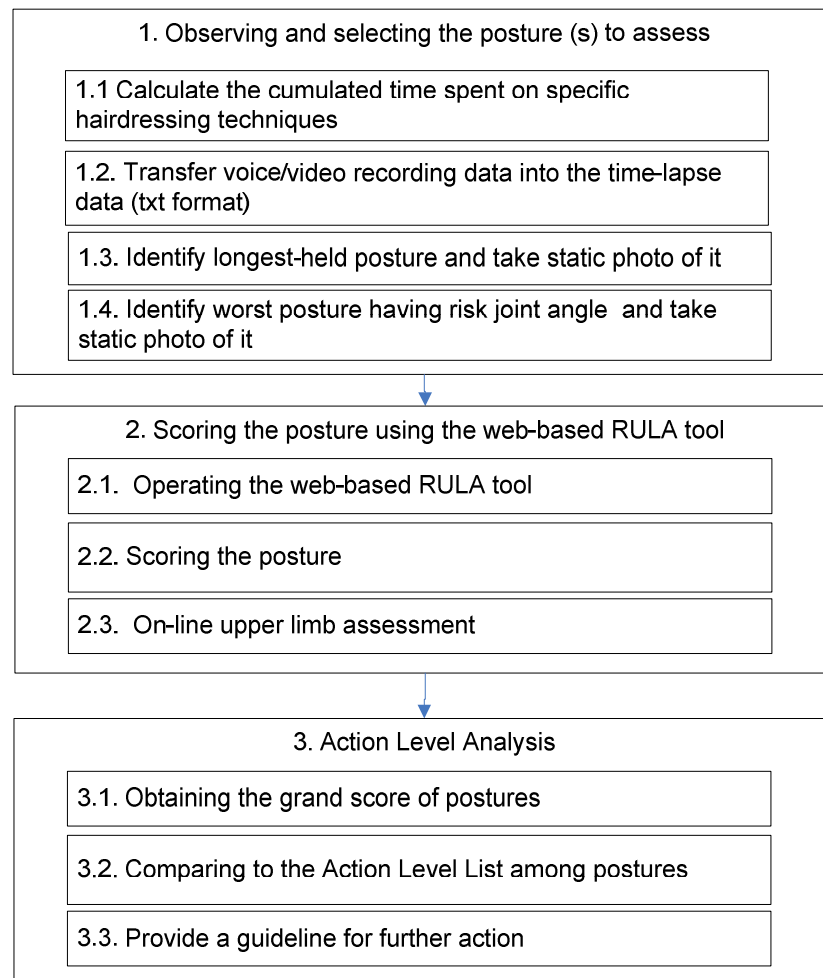 1. Observing and selecting the posture (s) to assess
1.1 Calculate the cumulated time spent on specific
hairdressing techniques
1.2. Transfer voice/video recording data into the time-lapse
data (txt format)
1.3. Identify longest-held posture and take static photo of it
1.4. Identify worst posture having risk joint angle and take
static photo of it
2. Scoring the posture using the web-based RULA tool
2.1. Operating the web-based RULA tool
2.2. Scoring the posture
2.3. On-line upper limb assessment
3. Action Level Analysis
3.1. Obtaining the grand score of postures
3.2. Comparing to the Action Level List among postures
3.3. Provide a guideline for further action